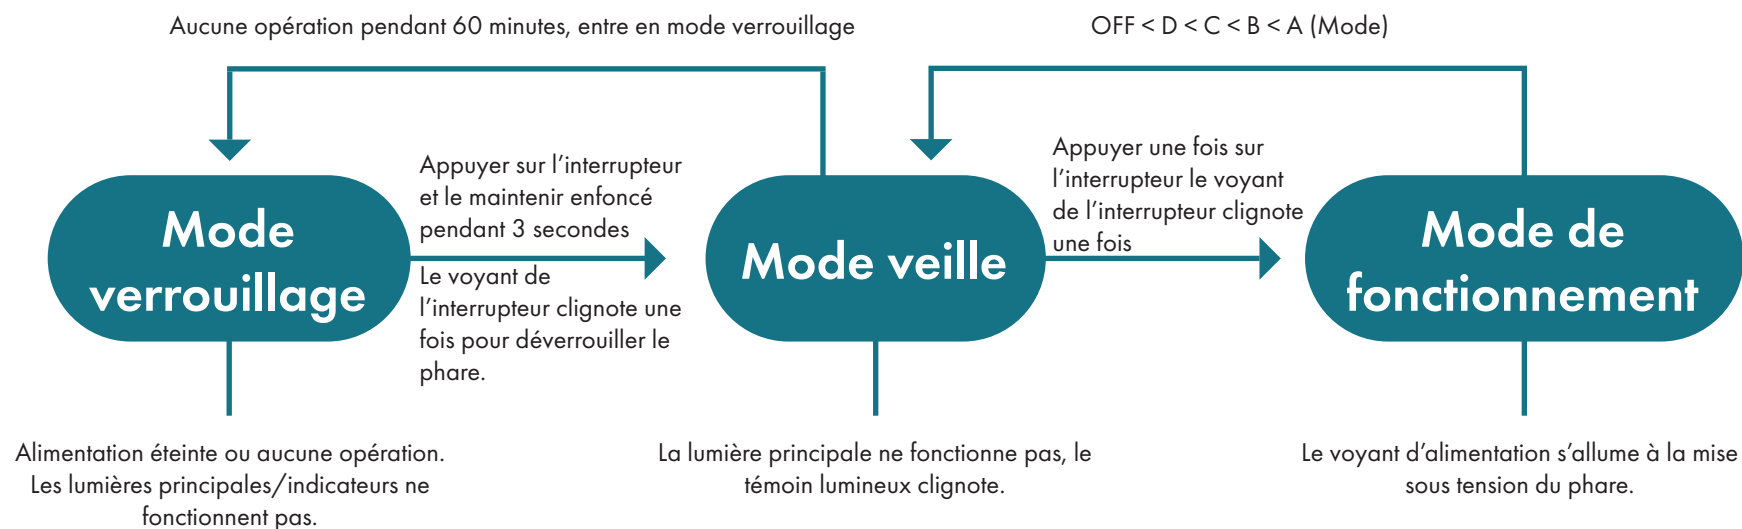 Aucune opération pendant 60 minutes, entre en mode verrouillage
OFF < D < C < B < A (Mode)
Mode
verrouillage
Appuyer sur l’interrupteur
et le maintenir enfoncé
pendant 3 secondes
Le voyant de
l’interrupteur clignote une
fois pour déverrouiller le
phare.
Mode veille
Appuyer une fois sur
l’interrupteur le voyant
de l’interrupteur clignote
une fois
Mode de
fonctionnement
Alimentation éteinte ou aucune opération.
Les lumières principales/indicateurs ne
fonctionnent pas.
La lumière principale ne fonctionne pas, le
témoin lumineux clignote.
Le voyant d’alimentation s’allume à la mise
sous tension du phare.